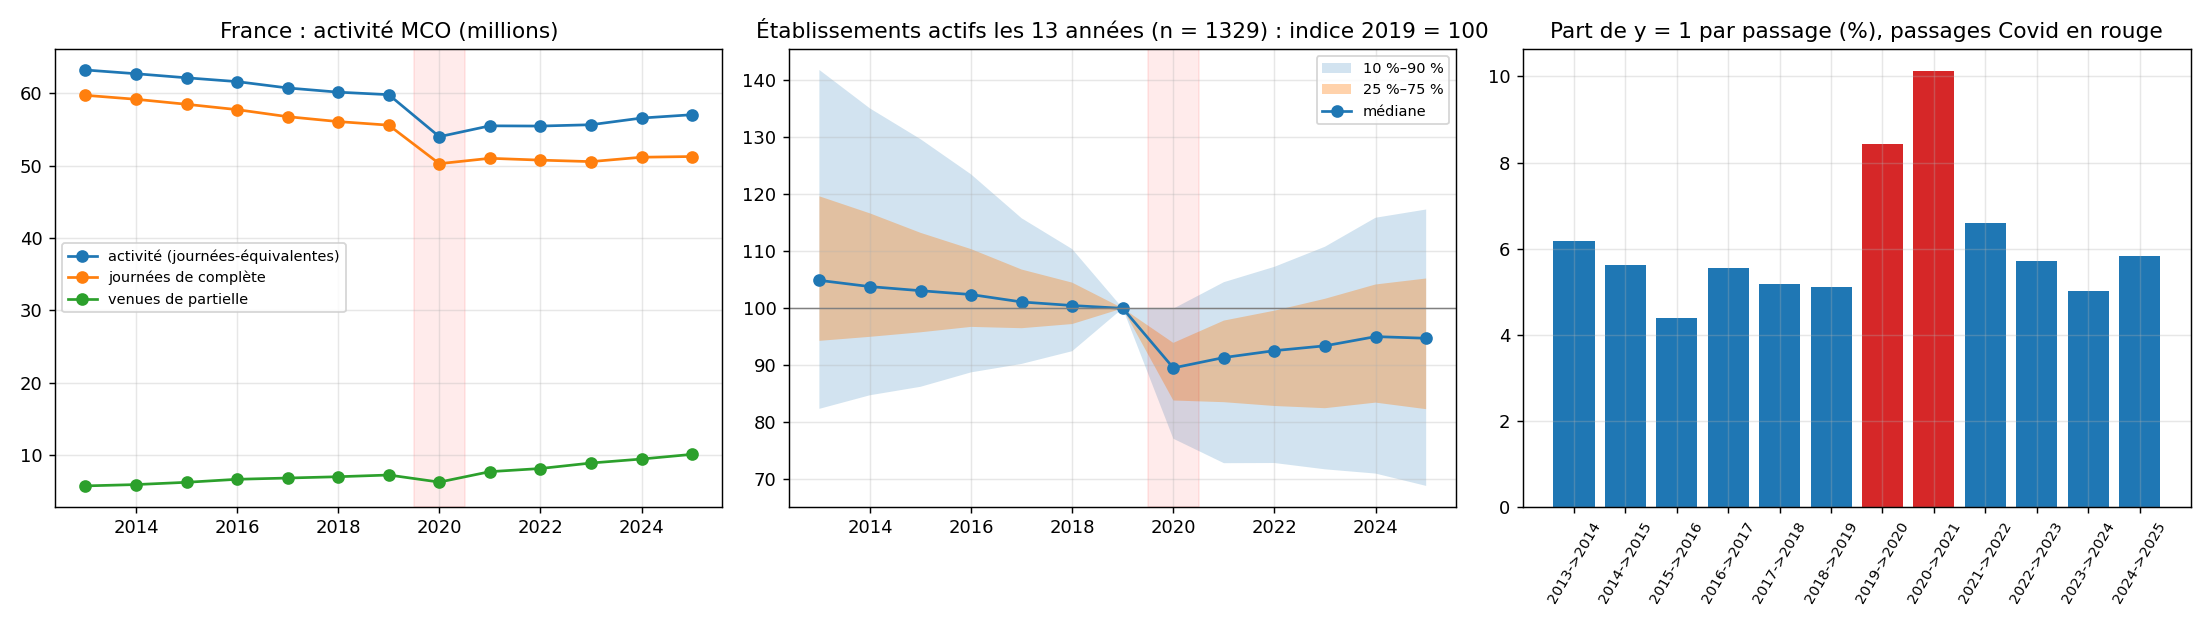 France : activité MCO (millions)
60
50
40
30
20
10
activité (journées-équivalentes)
journées de complète
venues de partielle
2014 2016 2018 2020 2022 2024
Établissements actifs les 13 années (n = 1329) : indice 2019 = 100
140
130
120
110
100
90
80
70
10 %–90 %
25 %–75 %
médiane
2014 2016 2018 2020 2022 2024
Part de y = 1 par passage (%), passages Covid en rouge
10
8
6
4
2
0
2013->2014
2014->2015
2015->2016
2016->2017
2017->2018
2018->2019
2019->2020
2020->2021
2021->2022
2022->2023
2023->2024
2024->2025